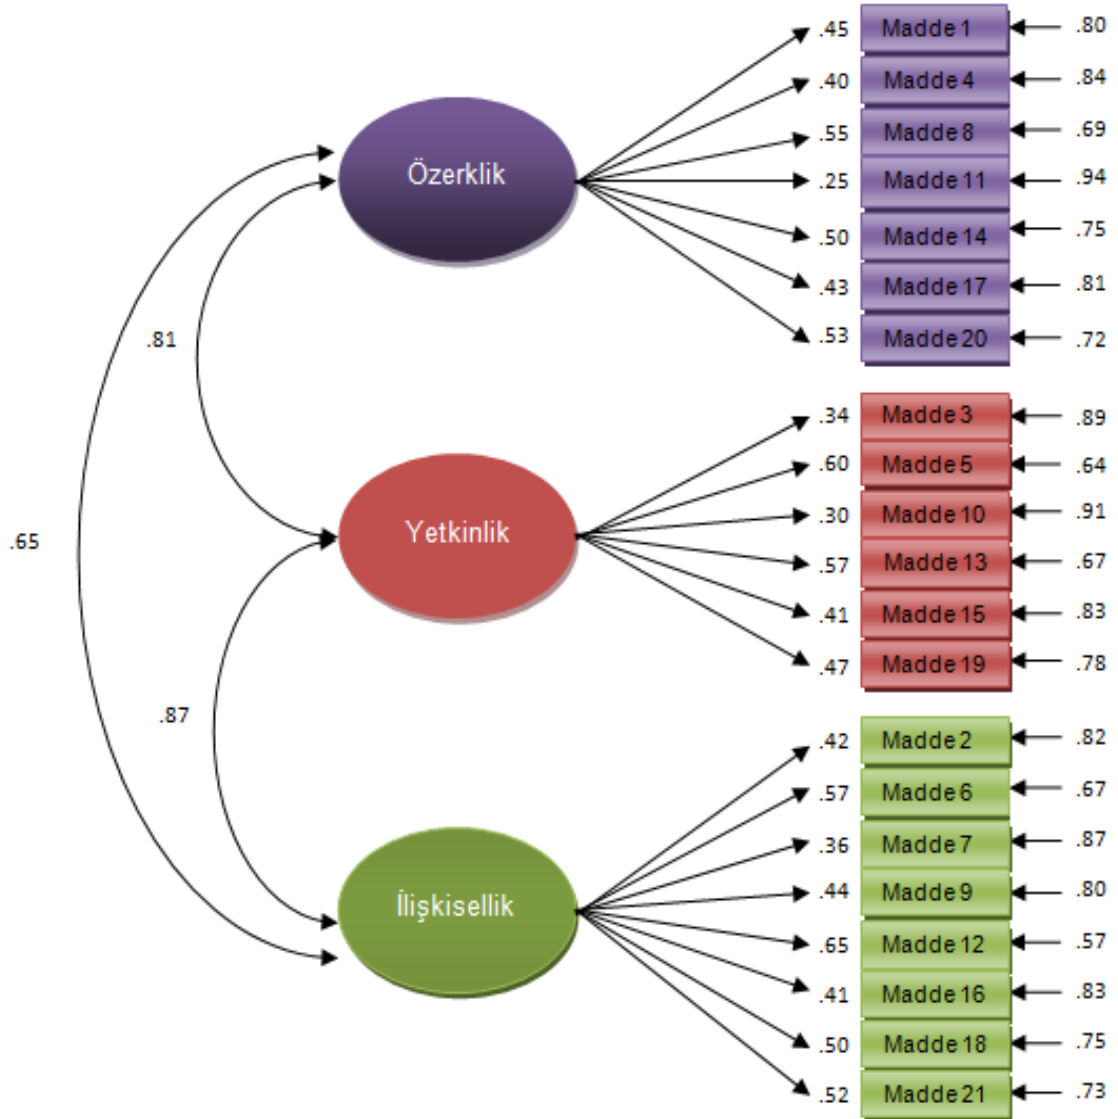 .45 Madde 1 .80
.40 Madde 4 .84
.55 Madde 8 .69
Özerklik
.25 Madde 11 .94
.50 Madde 14 .75
.43 Madde 17 .81
.53 Madde 20 .72
.81
.34 Madde 3 .89
.60 Madde 5 .64
.30 Madde 10 .91
Yetkinlik
.65
.57 Madde 13 .67
.41 Madde 15 .83
.47 Madde 19 .78
.87
.42 Madde 2 .82
.57 Madde 6 .67
.36 Madde 7 .87
.44 Madde 9 .80
İlişkisellik
.65 Madde 12 .57
.41 Madde 16 .83
.50 Madde 18 .75
.52 Madde 21 .73